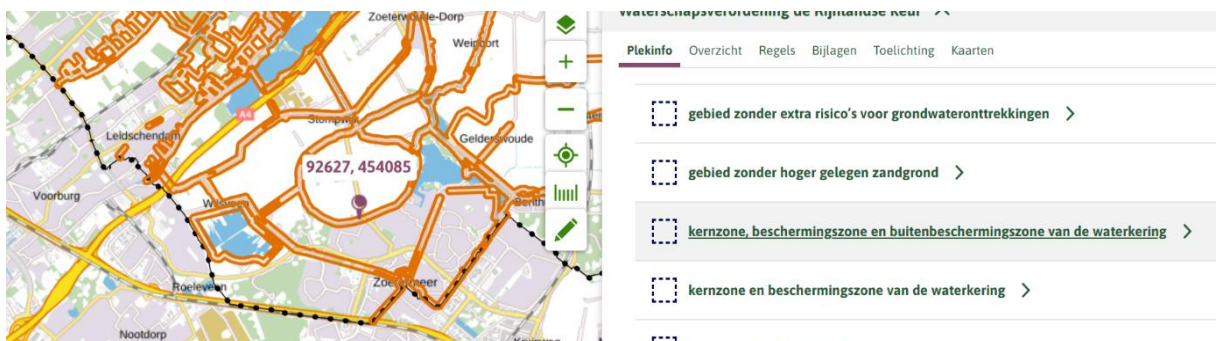 Zoeterwoude-Dorp
Weipoort
A4
Stompwijk
Leidschendam
Gelderswoude
92627, 454085
Voorburg
Wilsveen
Zoetermeer
Roeleveen
Nootdorp
Waterschapsverordening de Rijnlandse Keur
Plekinfo Overzicht Regels Bijlagen Toelichting Kaarten
gebied zonder extra risico's voor grondwateronttrekkingen
gebied zonder hoger gelegen zandgrond
kernzone, beschermingszone en buitenbeschermingszone van de waterkering
kernzone en beschermingszone van de waterkering